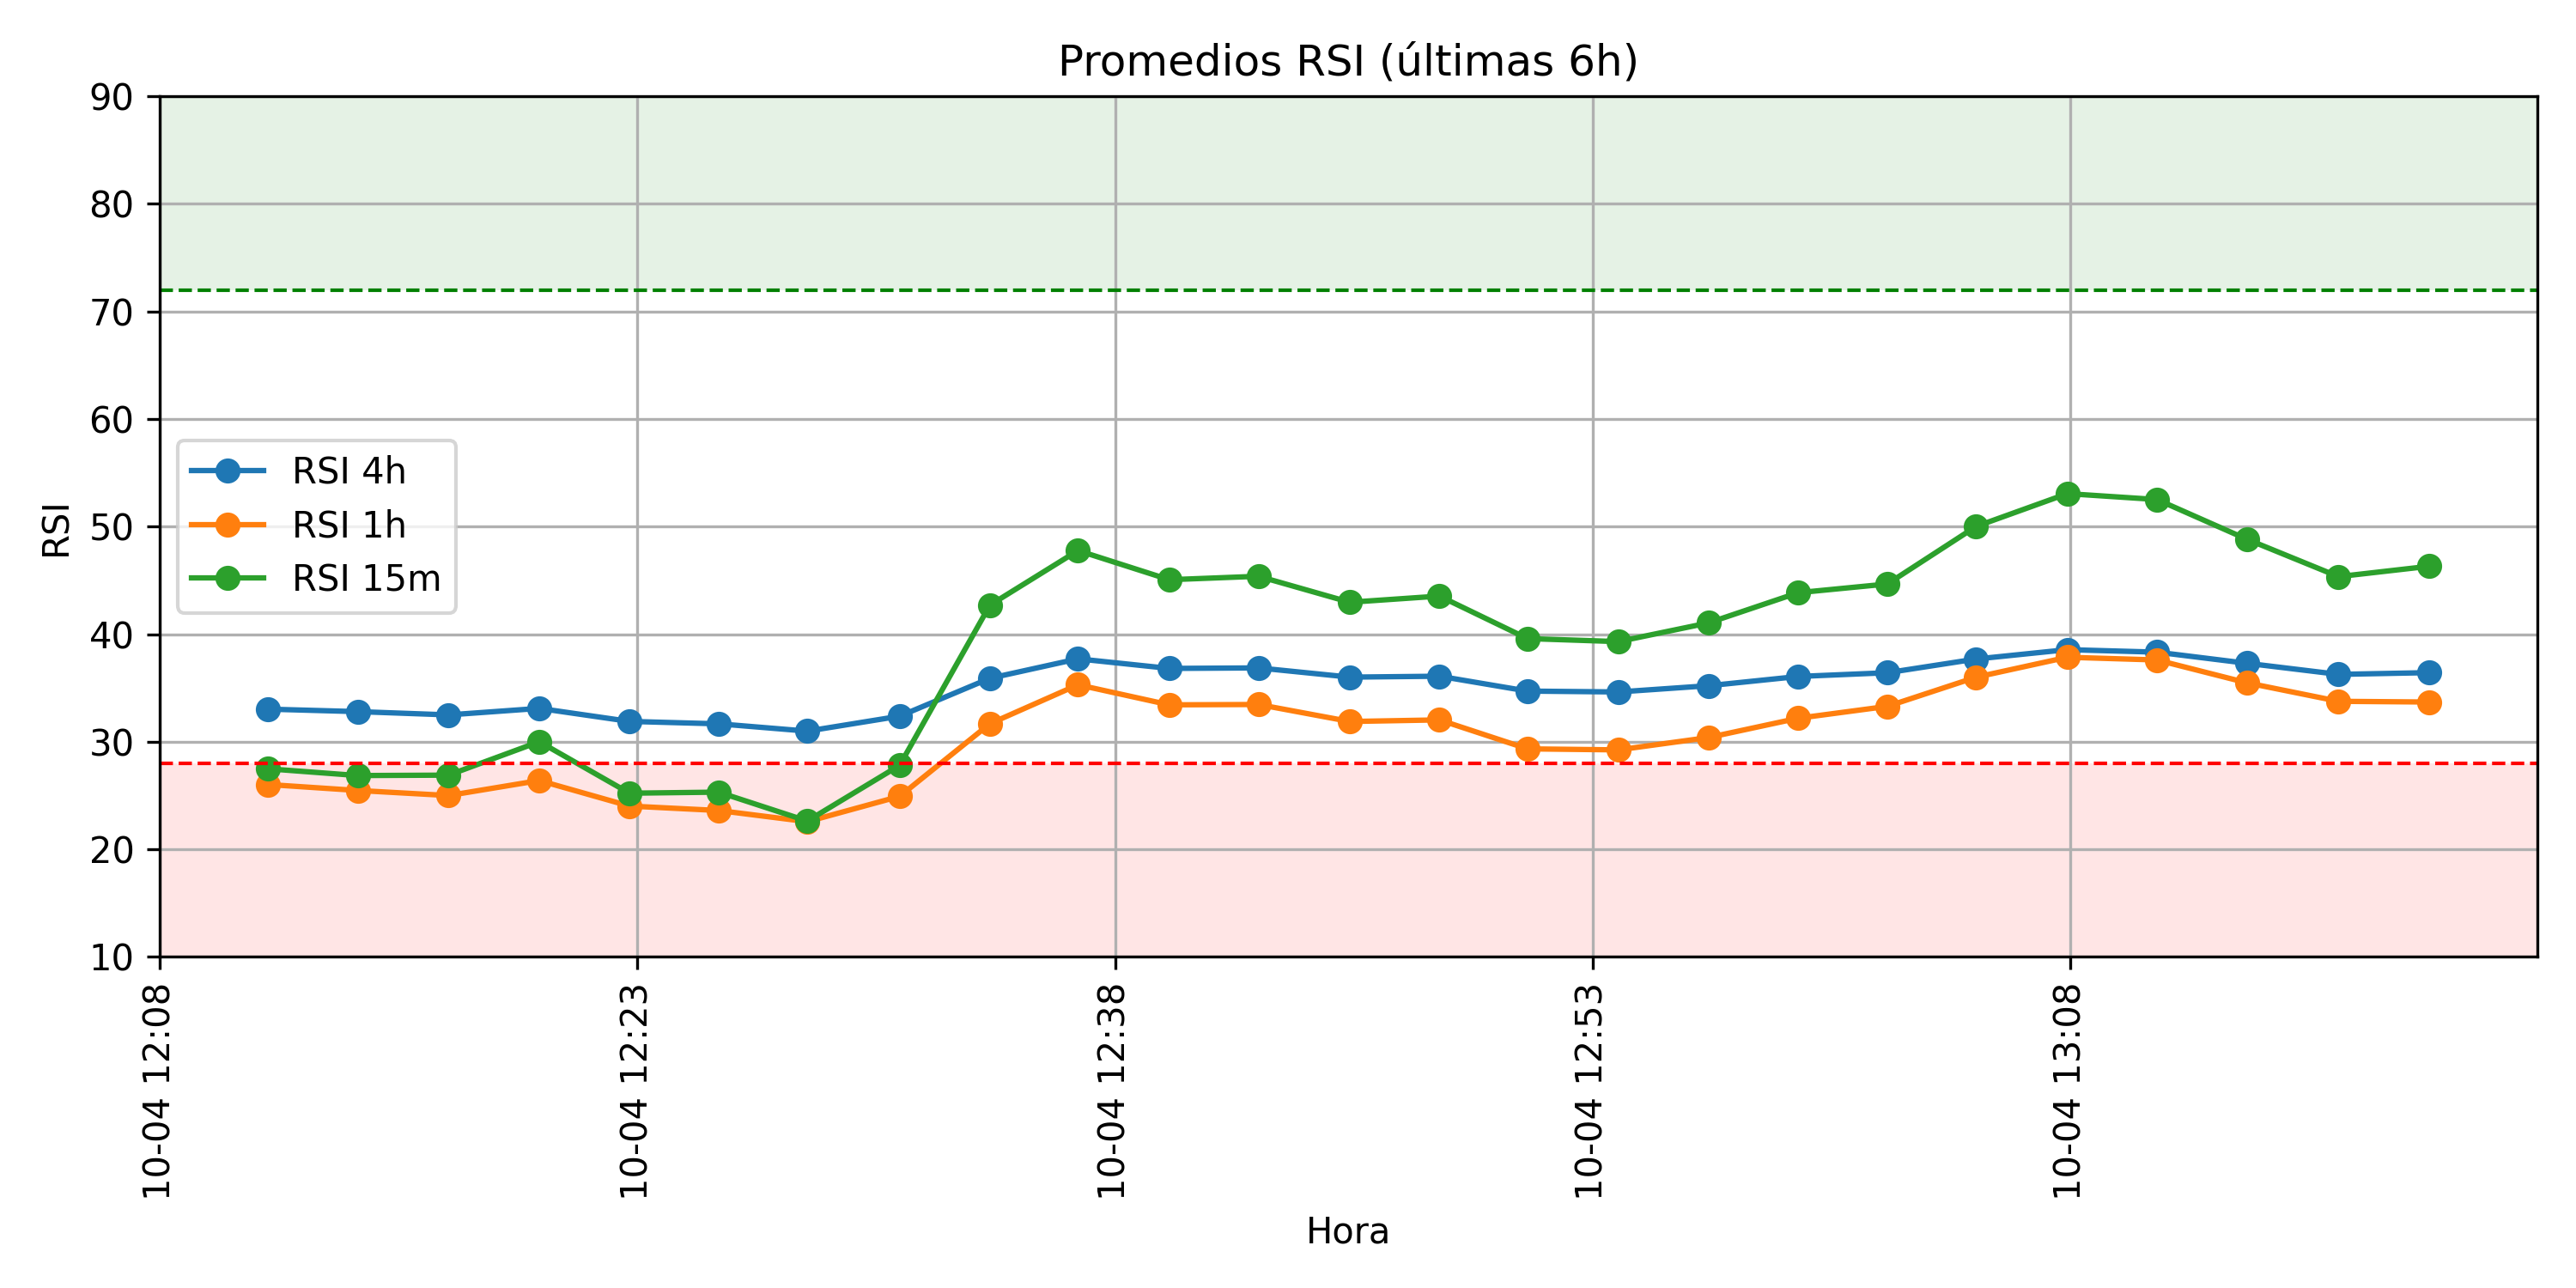 Promedios RSI (últimas 6h)
90
80
70
60
50
40
30
20
10
RSI
RSI 4h
RSI 1h
RSI 15m
10-04 12:08
10-04 12:23
10-04 12:38
10-04 12:53
10-04 13:08
Hora